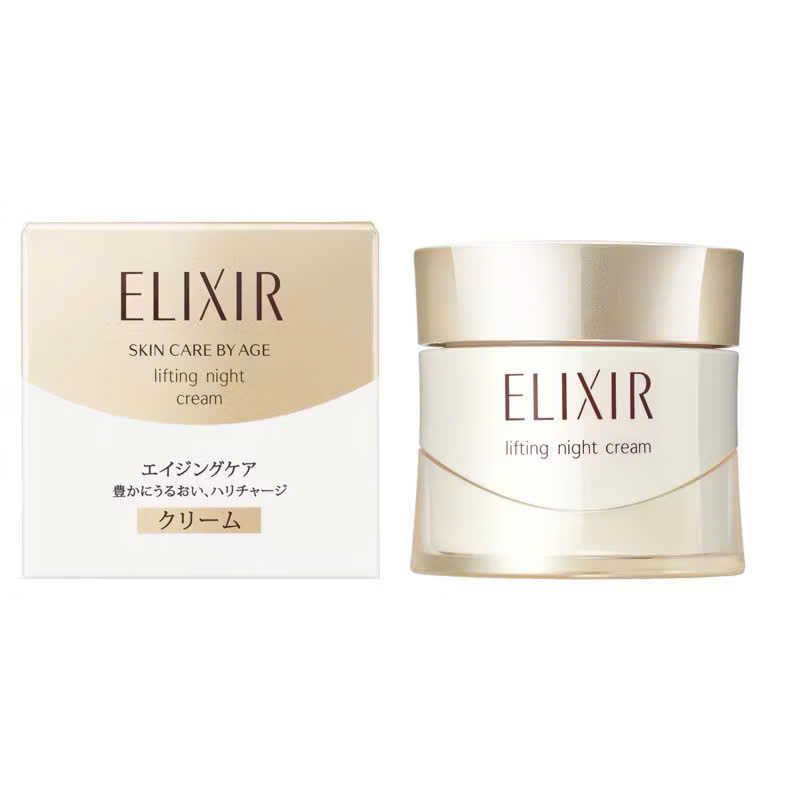 ELIXIR
SKIN CARE BY AGE
lifting night
cream
エイジングケア
豊かにうるおい、ハリチャージ
クリーム
ELIXIR
lifting night cream